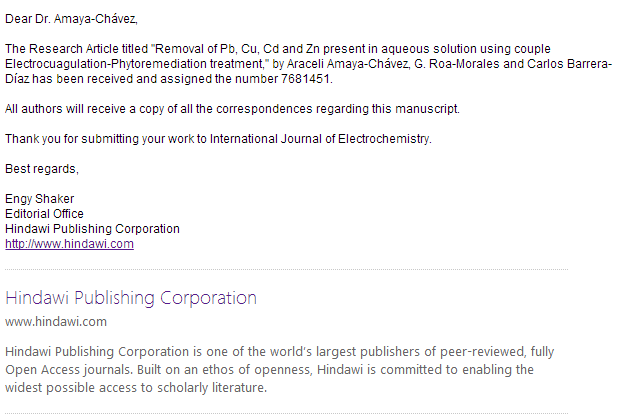 Dear Dr. Amaya-Chávez,
The Research Article titled "Removal of Pb, Cu, Cd and Zn present in aqueous solution using couple
Electrocuagulation-Phytoremediation treatment," by Araceli Amaya-Chávez, G. Roa-Morales and Carlos Barrera-
Díaz has been received and assigned the number 7681451.
All authors will receive a copy of all the correspondences regarding this manuscript.
Thank you for submitting your work to International Journal of Electrochemistry.
Best regards,
Engy Shaker
Editorial Office
Hindawi Publishing Corporation
http://www.hindawi.com
Hindawi Publishing Corporation
www.hindawi.com
Hindawi Publishing Corporation is one of the world's largest publishers of peer-reviewed, fully
Open Access journals. Built on an ethos of openness, Hindawi is committed to enabling the
widest possible access to scholarly literature.